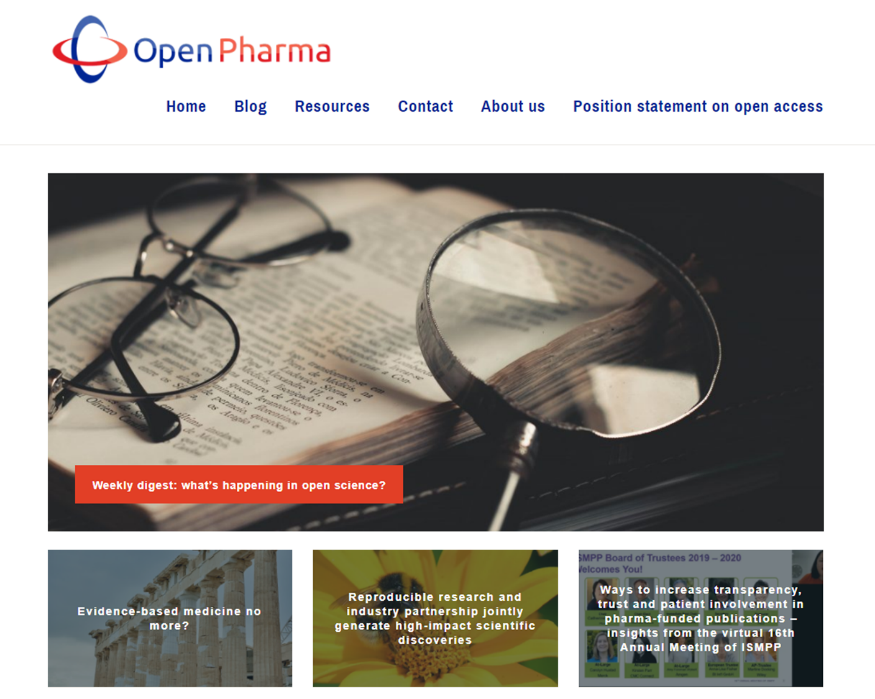 Open Pharma
Home Blog Resources Contact About us Position statement on open access
Weekly digest: what's happening in open science?
Evidence-based medicine no
more?
Reproducible research and
industry partnership jointly
generate high-impact scientific
discoveries
SMPP Board of Trustees 2019 – 2020
Welcomes You!
Ways to increase transparency,
trust and patient involvement in
pharma-funded publications –
insights from the virtual 16th
Annual Meeting of ISMPP